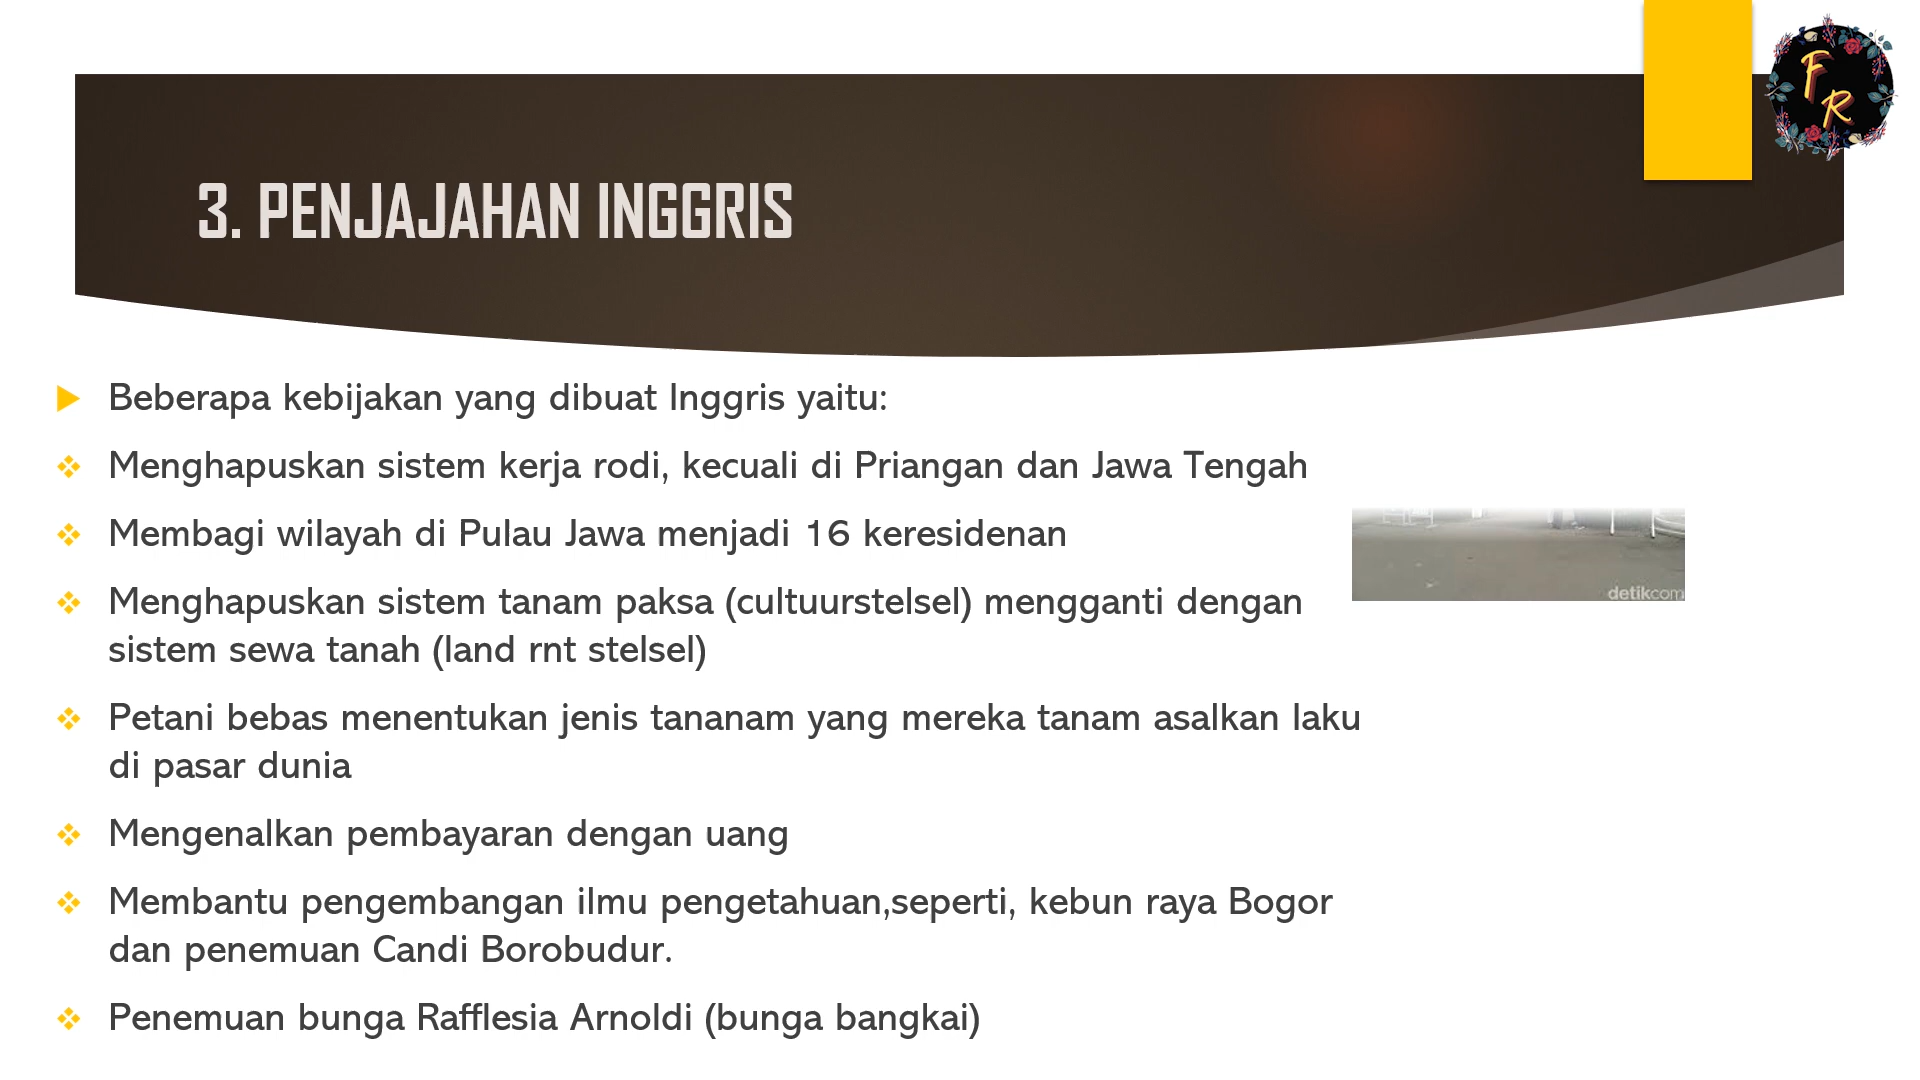 F
R
3. PENJAJAHAN INGGRIS
Beberapa kebijakan yang dibuat Inggris yaitu:
Menghapuskan sistem kerja rodi, kecuali di Priangan dan Jawa Tengah
Membagi wilayah di Pulau Jawa menjadi 16 keresidenan
Menghapuskan sistem tanam paksa (cultuurstelsel) mengganti dengan
sistem sewa tanah (land rnt stelsel)
detikcom
Petani bebas menentukan jenis tananam yang mereka tanam asalkan laku
di pasar dunia
Mengenalkan pembayaran dengan uang
Membantu pengembangan ilmu pengetahuan,seperti, kebun raya Bogor
dan penemuan Candi Borobudur.
Penemuan bunga Rafflesia Arnoldi (bunga bangkai)